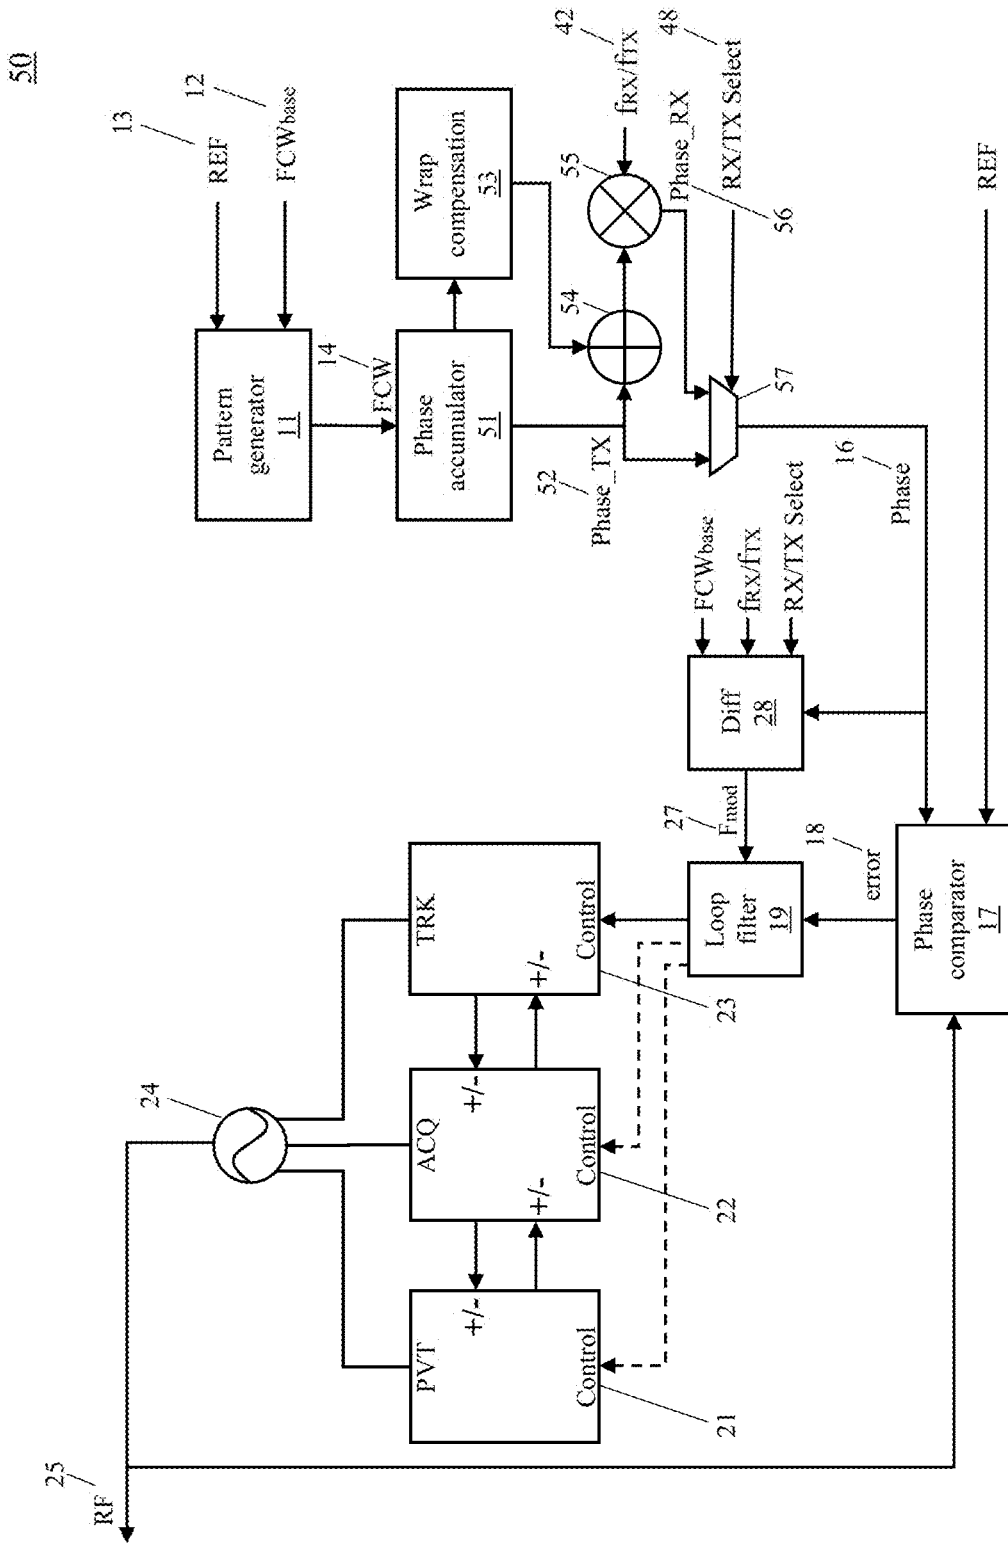 50
13
REF
12
FCWbase
Pattern
generator
11
14
FCW
Phase
accumulator
51
Wrap
compensation
53
52
Phase_TX
54
55
42
fRX/fTX
Phase_RX
56
48
RX/TX Select
57
16
Phase
FCWbase
fRX/fTX
RX/TX Select
Diff
28
27
Fmod
REF
Phase
comparator
17
18
error
Loop
filter
19
TRK
+/-
Control
23
ACQ
+/-
+/-
Control
22
PVT
+/-
Control
21
24
25
RF